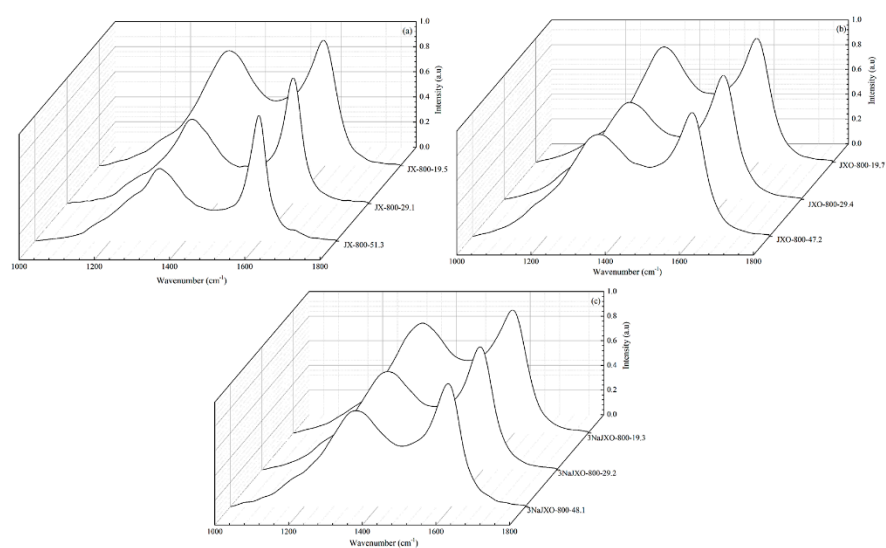 (a)
1.0
0.8
0.6
0.4
0.2
0.0
Intensity (a.u)
JX-800-19.5
JX-800-29.1
JX-800-51.3
1000 1200 1400 1600 1800
Wavenumber (cm-1)
(b)
1.0
0.8
0.6
0.4
0.2
0.0
Intensity (a.u)
JXO-800-19.7
JXO-800-29.4
JXO-800-47.2
1000 1200 1400 1600 1800
Wavenumber (cm-1)
(c)
1.0
0.8
0.6
0.4
0.2
0.0
Intensity (a.u)
3NaJXO-800-19.3
3NaJXO-800-29.2
3NaJXO-800-48.1
1000 1200 1400 1600 1800
Wavenumber (cm-1)